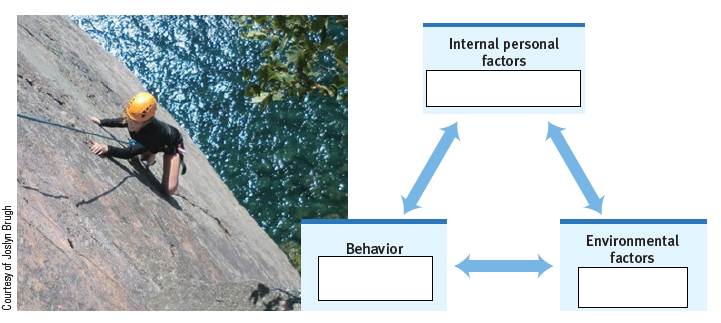 Internal personal
factors
Behavior
Environmental
factors
Courtesy of Joslyn Brugh